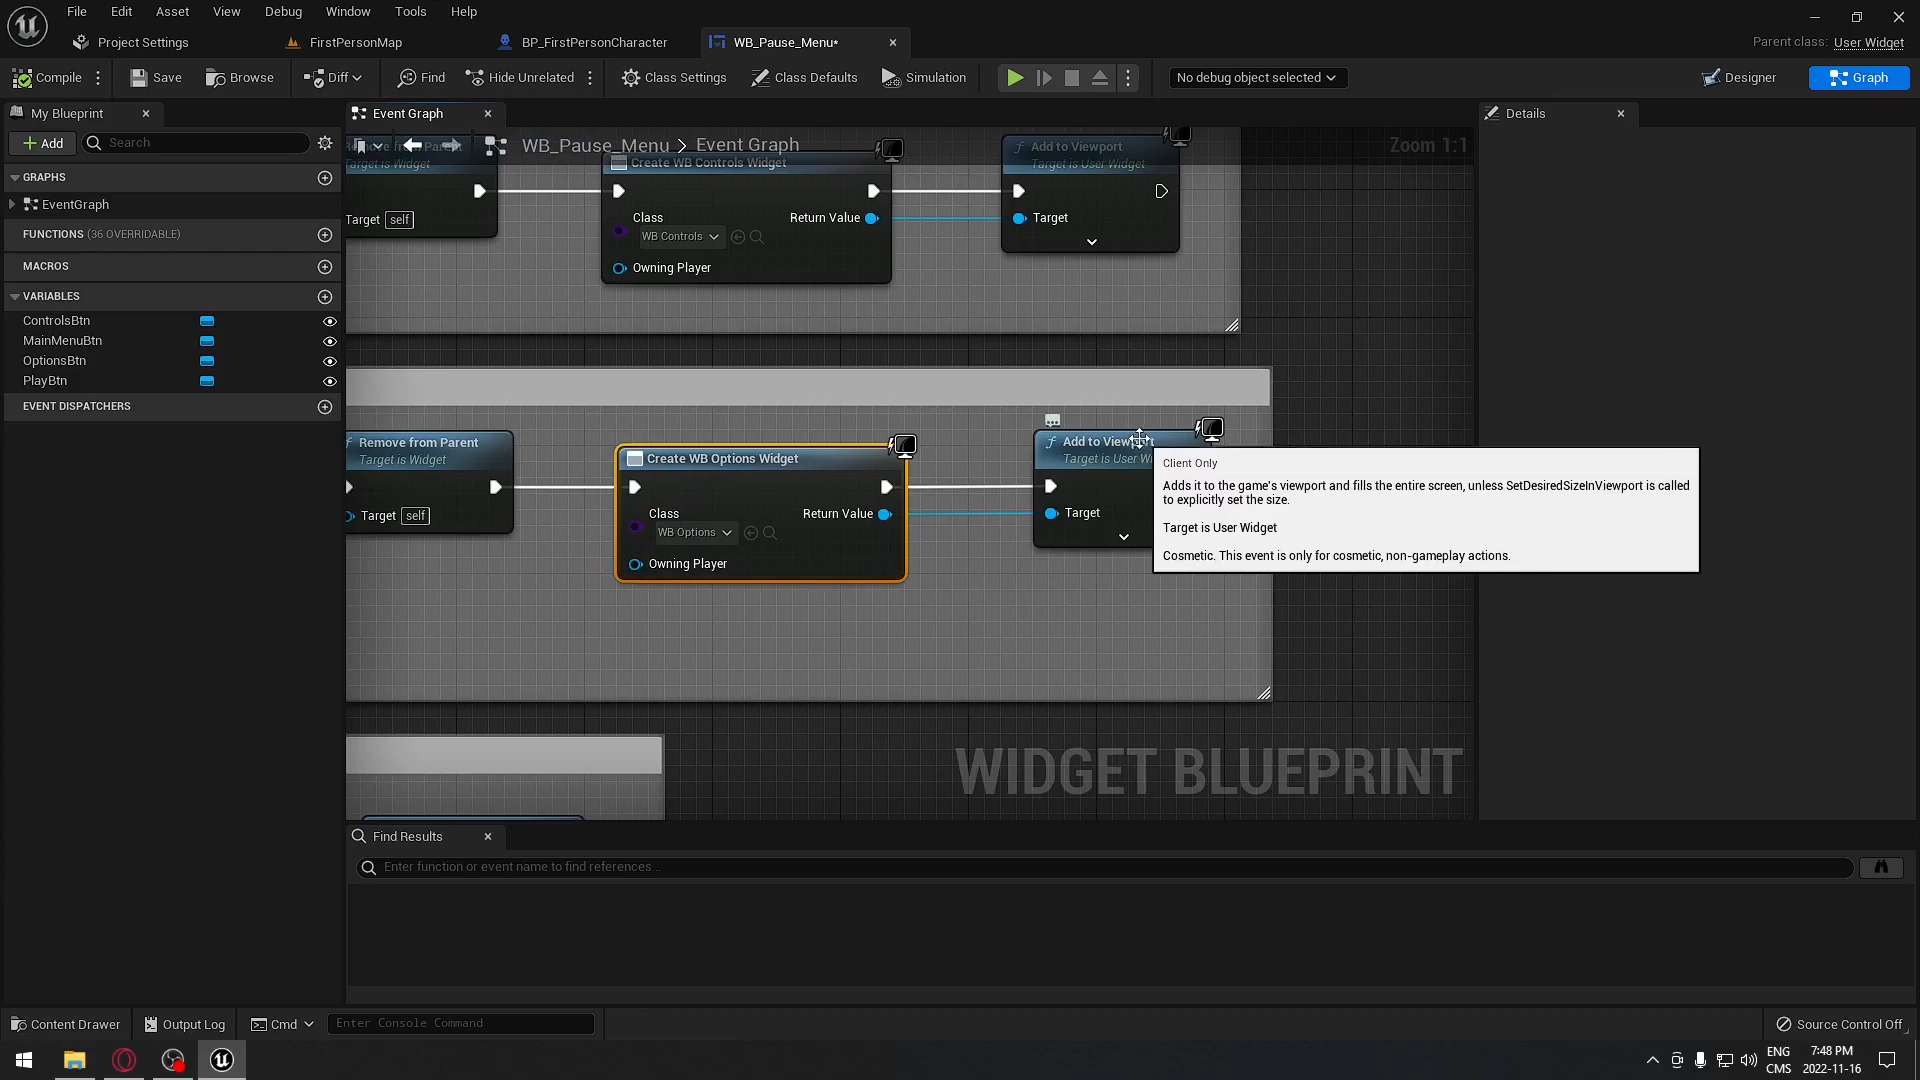 File Edit Asset View Debug Window Tools Help
Project Settings FirstPersonMap BP_FirstPersonCharacter WB_Pause_Menu* Parent class: User Widget
Compile Save Browse Diff Find Hide Unrelated Class Settings Class Defaults Simulation No debug object selected Designer Graph
My Blueprint Event Graph Details
Add Search
WB_Pause_Menu > Event Graph Zoom 1:1
GRAPHS
EventGraph
FUNCTIONS (36 OVERRIDABLE)
MACROS
VARIABLES
ControlsBtn
MainMenuBtn
OptionsBtn
PlayBtn
EVENT DISPATCHERS
Target is Widget
Target self
Create WB Controls Widget
Class Return Value
WB Controls
Owning Player
Add to Viewport
Target is User Widget
Target
Remove from Parent
Target is Widget
Target self
Create WB Options Widget
Class Return Value
WB Options
Owning Player
Add to Viewport
Target is User Wi
Target
Client Only
Adds it to the game's viewport and fills the entire screen, unless SetDesiredSizeInViewport is called
to explicitly set the size.
Target is User Widget
Cosmetic. This event is only for cosmetic, non-gameplay actions.
WIDGET BLUEPRINT
Find Results
Enter function or event name to find references...
Content Drawer Output Log Cmd Enter Console Command Source Control Off
ENG 7:48 PM
CMS 2022-11-16